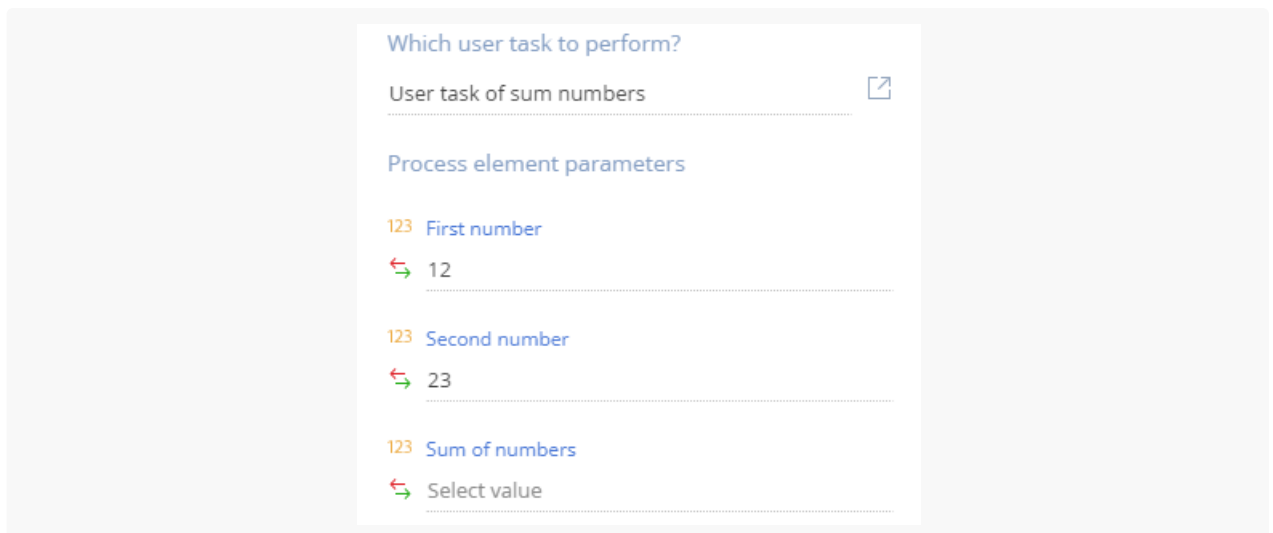 Which user task to perform?
User task of sum numbers
Process element parameters
123 First number
12
123 Second number
23
123 Sum of numbers
Select value